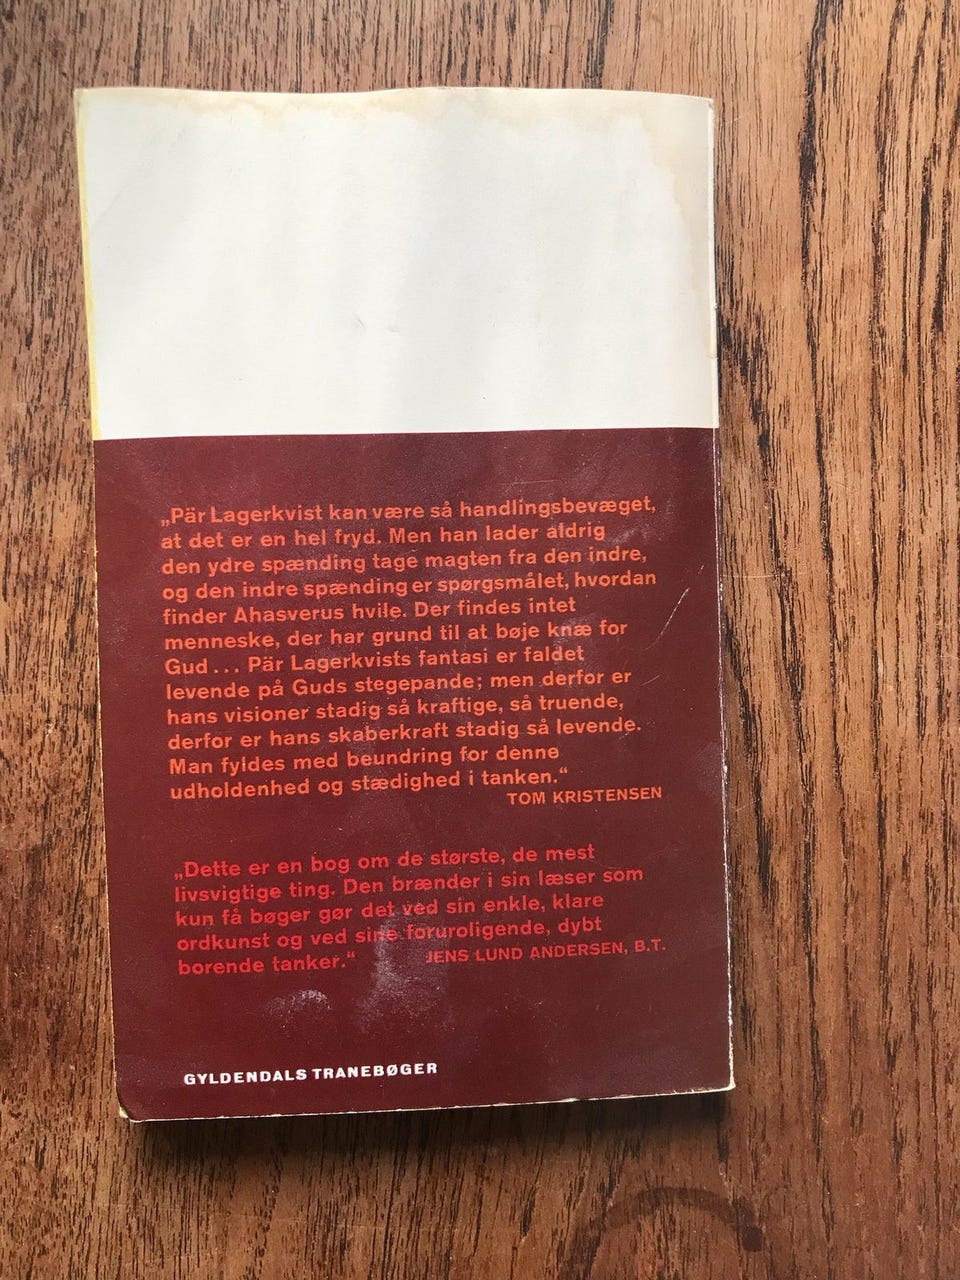 „Pär Lagerkvist kan være så handlingsbevæget,
at det er en hel fryd. Men han lader aldrig
den ydre spænding tage magten fra den indre,
og den indre spænding er spørgsmålet, hvordan
finder Ahasverus hvile. Der findes intet
menneske, der har grund til at bøje knæ for
Gud... Pär Lagerkvists fantasi er faldet
levende på Guds stegepande; men derfor er
hans visioner stadig så kraftige, så truende,
derfor er hans skaberkraft stadig så levende.
Man fyldes med beundring for denne
udholdenhed og stædighed i tanken.“
TOM KRISTENSEN
„Dette er en bog om de største, de mest
livsvigtige ting. Den brænder i sin læser som
kun få bøger gør det ved sin enkle, klare
ordkunst og ved sine foruroligende, dybt
borende tanker.“ JENS LUND ANDERSEN, B.T.
GYLDENDALS TRANEBØGER